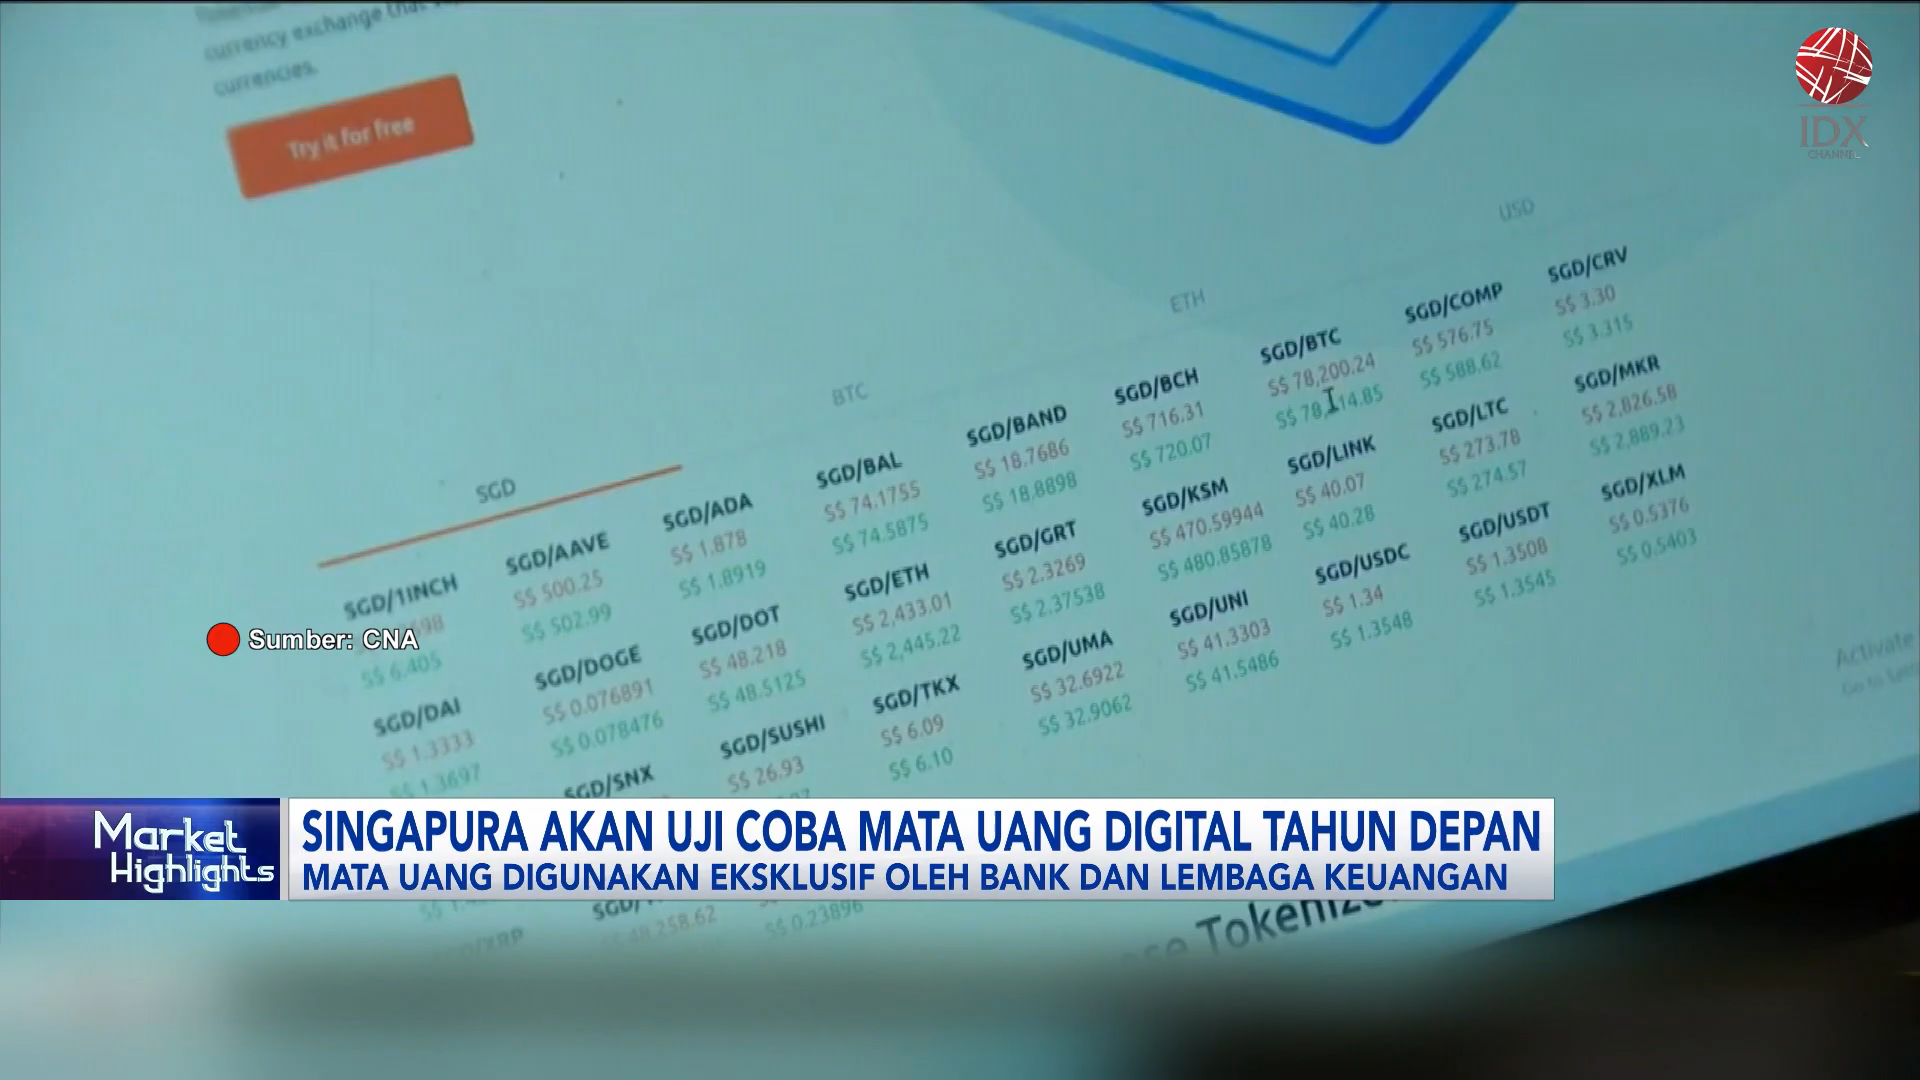 currency exchange that
currencies.
Try it for free
IDX
CHANNEL
SGD
BTC
ETH
USD
SGD/1INCH
S$ 6.405
SGD/AAVE
S$ 500.25
S$ 502.99
SGD/ADA
S$ 1.878
S$ 1.8919
SGD/BAL
S$ 74.1755
S$ 74.5875
SGD/BAND
S$ 18.7686
S$ 18.8898
SGD/BCH
S$ 716.31
S$ 720.07
SGD/BTC
S$ 78,200.24
SGD/COMP
S$ 576.75
S$ 588.62
SGD/CRV
S$ 3.30
S$ 3.315
SGD/DAI
S$ 1.3333
S$ 1.3697
SGD/DOGE
S$ 0.076891
S$ 0.078476
SGD/DOT
S$ 48.218
S$ 48.5125
SGD/ETH
S$ 2,433.01
S$ 2,445.22
SGD/GRT
S$ 2.3269
S$ 2.37538
SGD/KSM
S$ 470.59944
S$ 480.85878
SGD/LINK
S$ 40.07
S$ 40.28
SGD/LTC
S$ 273.78
S$ 274.57
SGD/MKR
S$ 2,826.58
S$ 2,889.23
SGD/SNX
SGD/SUSHI
S$ 26.93
SGD/TKX
S$ 6.09
S$ 6.10
SGD/UMA
S$ 32.6922
S$ 32.9062
SGD/UNI
S$ 41.3303
S$ 41.5486
SGD/USDC
S$ 1.34
S$ 1.3548
SGD/USDT
S$ 1.3508
S$ 1.3545
SGD/XLM
S$ 0.5376
S$ 0.5403
Activate
Sumber: CNA
Market
Highlights
SINGAPURA AKAN UJI COBA MATA UANG DIGITAL TAHUN DEPAN
MATA UANG DIGUNAKAN EKSKLUSIF OLEH BANK DAN LEMBAGA KEUANGAN
S$ 0.23896